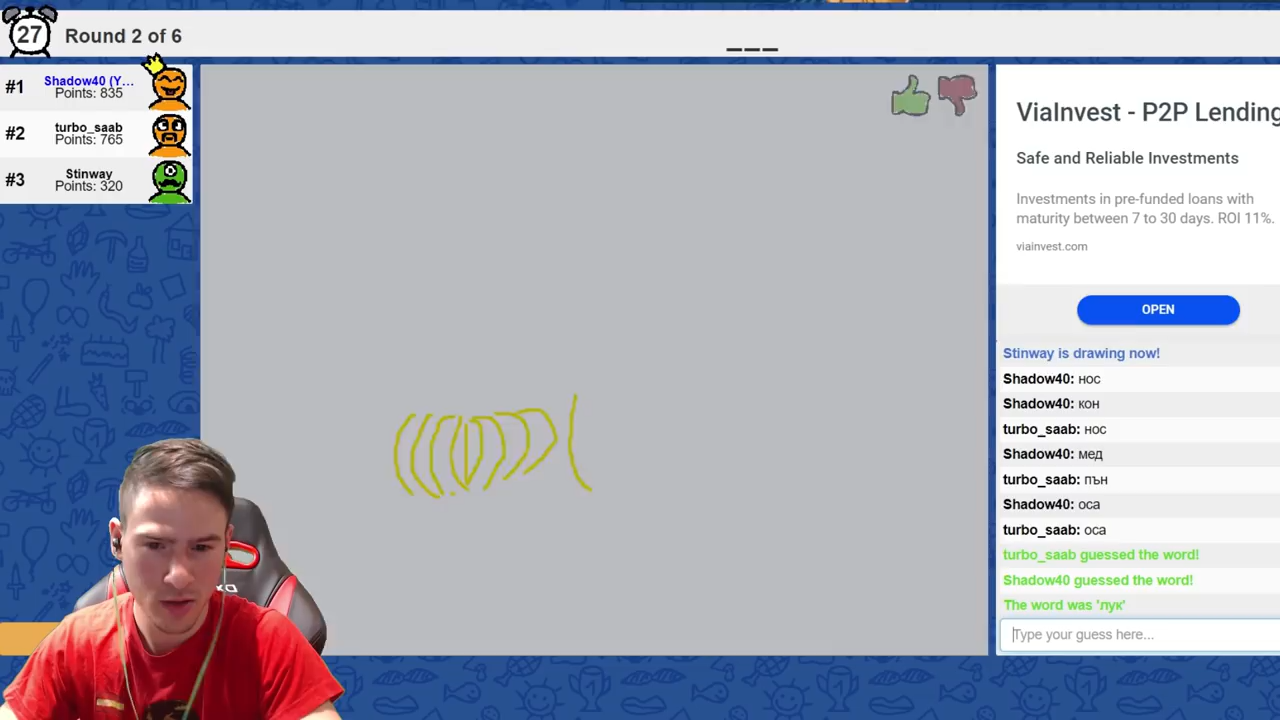 27
Round 2 of 6
___
#1
Shadow40 (Y...
Points: 835
#2
turbo_saab
Points: 765
#3
Stinway
Points: 320
ViaInvest - P2P Lending
Safe and Reliable Investments
Investments in pre-funded loans with
maturity between 7 to 30 days. ROI 11%.
viainvest.com
OPEN
Stinway is drawing now!
Shadow40: нос
Shadow40: кон
turbo_saab: нос
Shadow40: мед
turbo_saab: пън
Shadow40: оса
turbo_saab: оса
turbo_saab guessed the word!
Shadow40 guessed the word!
The word was 'лук'
Type your guess here...